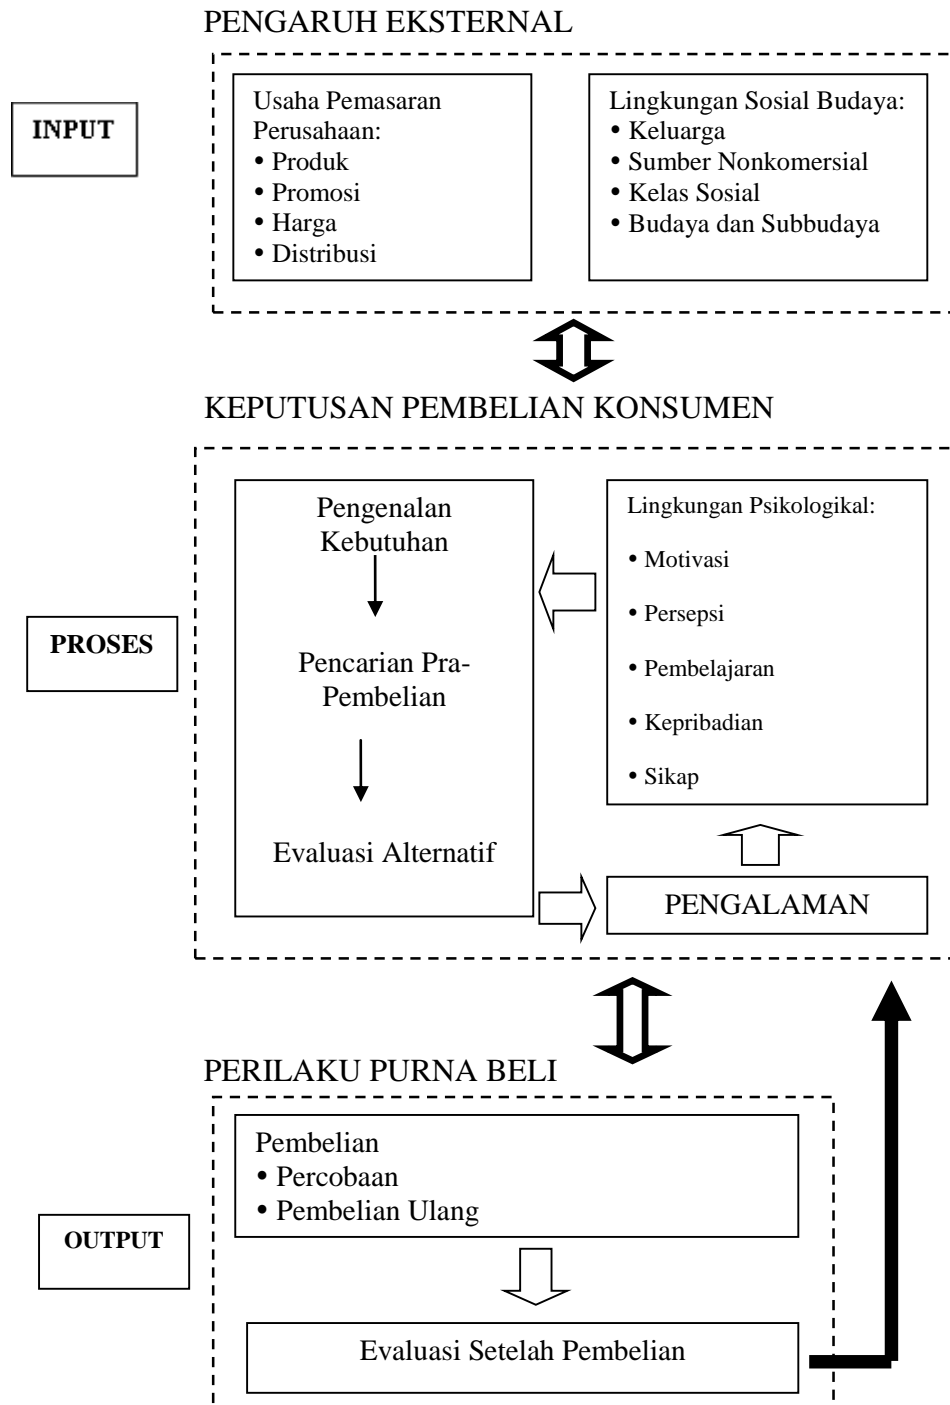 PENGARUH EKSTERNAL
INPUT
Usaha Pemasaran
Perusahaan:
• Produk
• Promosi
• Harga
• Distribusi
Lingkungan Sosial Budaya:
• Keluarga
• Sumber Nonkomersial
• Kelas Sosial
• Budaya dan Subbudaya
KEPUTUSAN PEMBELIAN KONSUMEN
PROSES
Pengenalan
Kebutuhan
Pencarian Pra-
Pembelian
Evaluasi Alternatif
Lingkungan Psikologikal:
• Motivasi
• Persepsi
• Pembelajaran
• Kepribadian
• Sikap
PENGALAMAN
PERILAKU PURNA BELI
OUTPUT
Pembelian
• Percobaan
• Pembelian Ulang
Evaluasi Setelah Pembelian